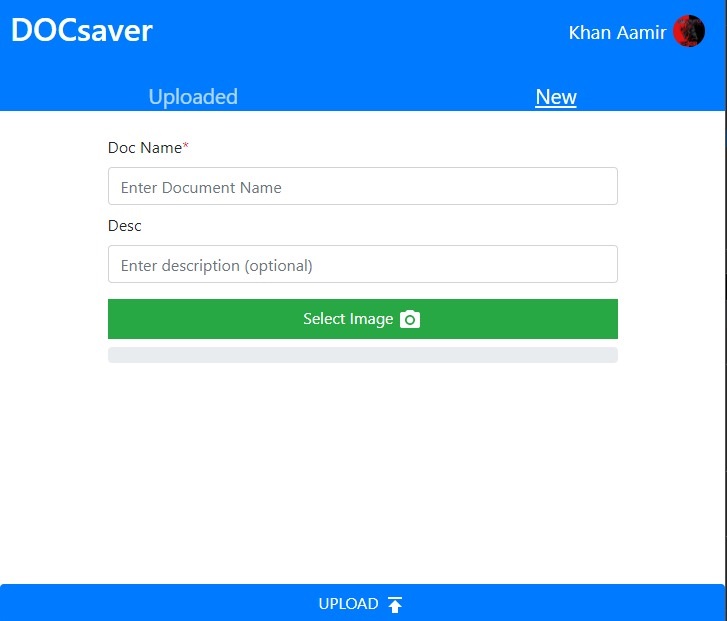 DOCsaver
Khan Aamir
Uploaded
New
Doc Name*
Enter Document Name
Desc
Enter description (optional)
Select Image
UPLOAD